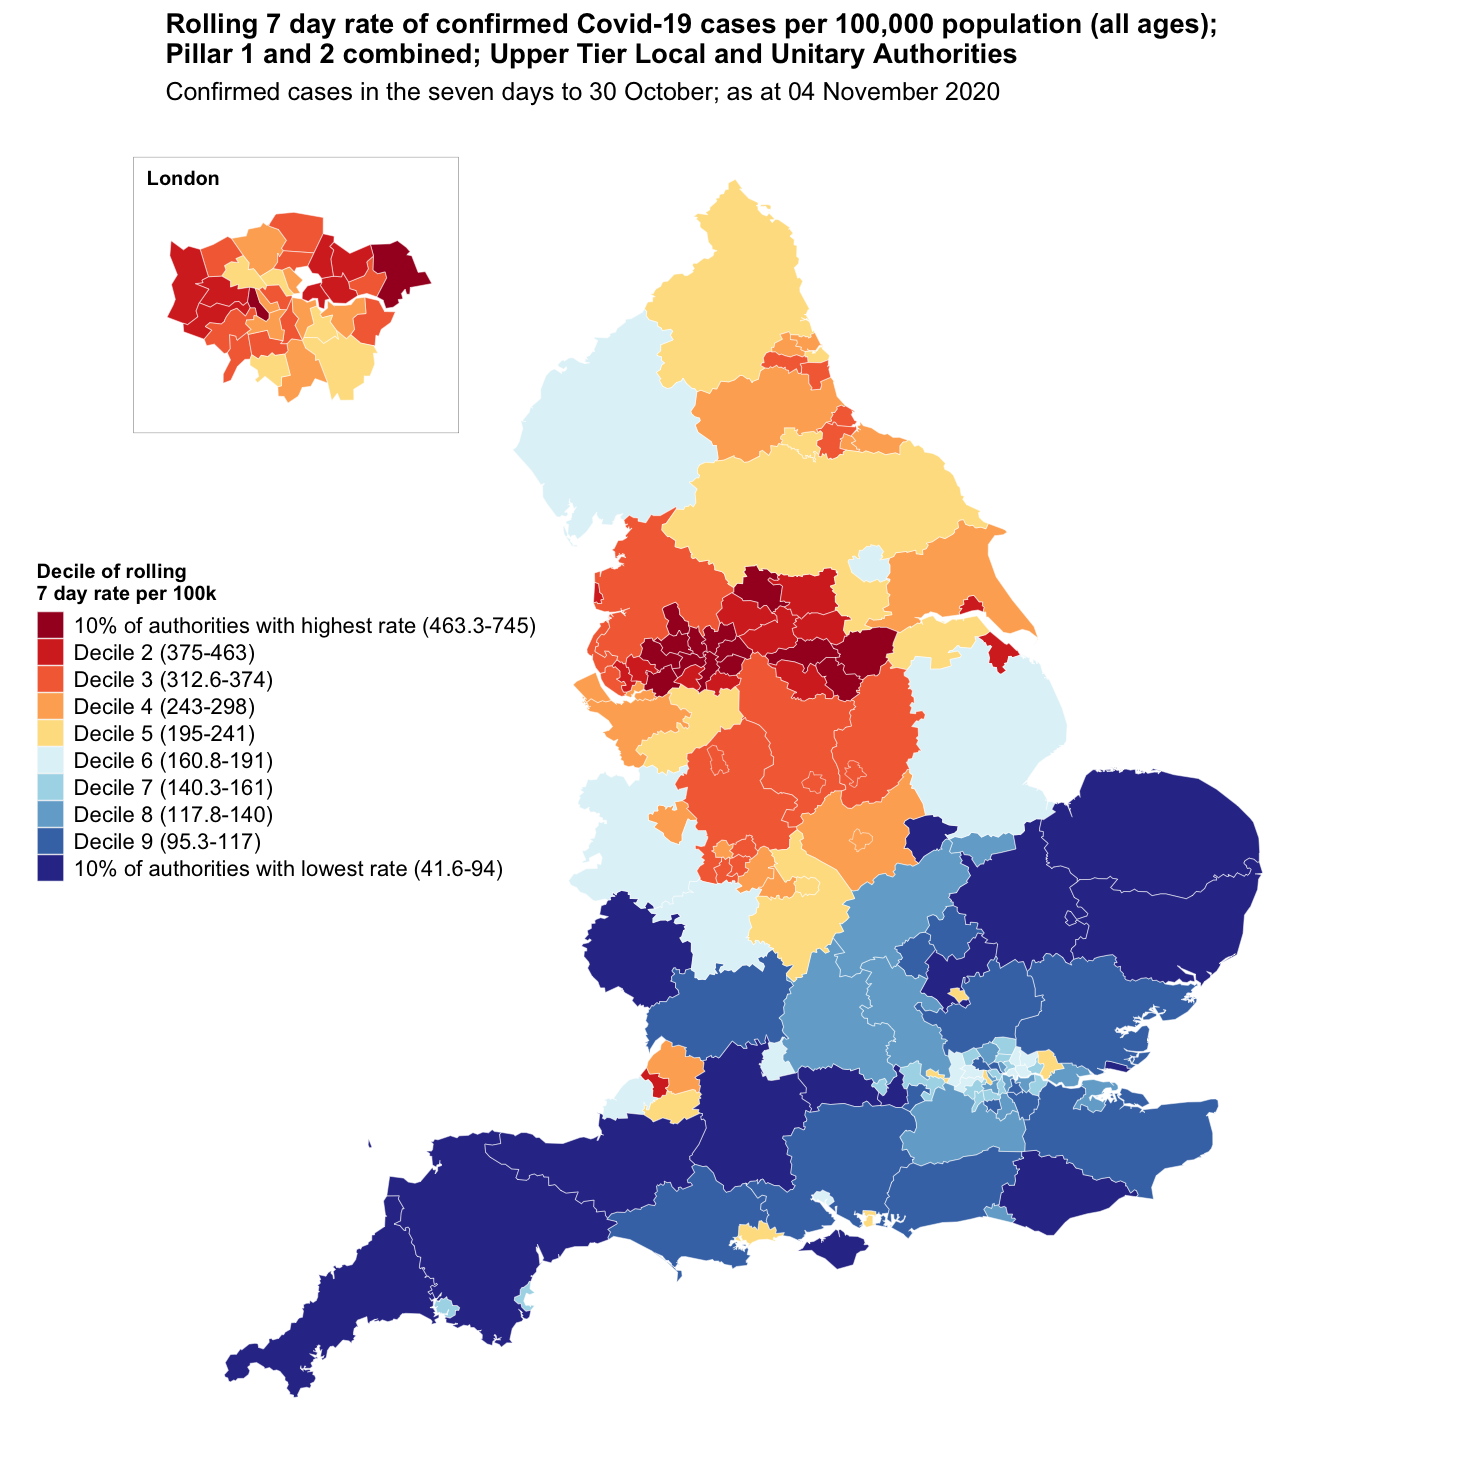 Rolling 7 day rate of confirmed Covid-19 cases per 100,000 population (all ages);
Pillar 1 and 2 combined; Upper Tier Local and Unitary Authorities
Confirmed cases in the seven days to 30 October; as at 04 November 2020
London
Decile of rolling
7 day rate per 100k
10% of authorities with highest rate (463.3-745)
Decile 2 (375-463)
Decile 3 (312.6-374)
Decile 4 (243-298)
Decile 5 (195-241)
Decile 6 (160.8-191)
Decile 7 (140.3-161)
Decile 8 (117.8-140)
Decile 9 (95.3-117)
10% of authorities with lowest rate (41.6-94)